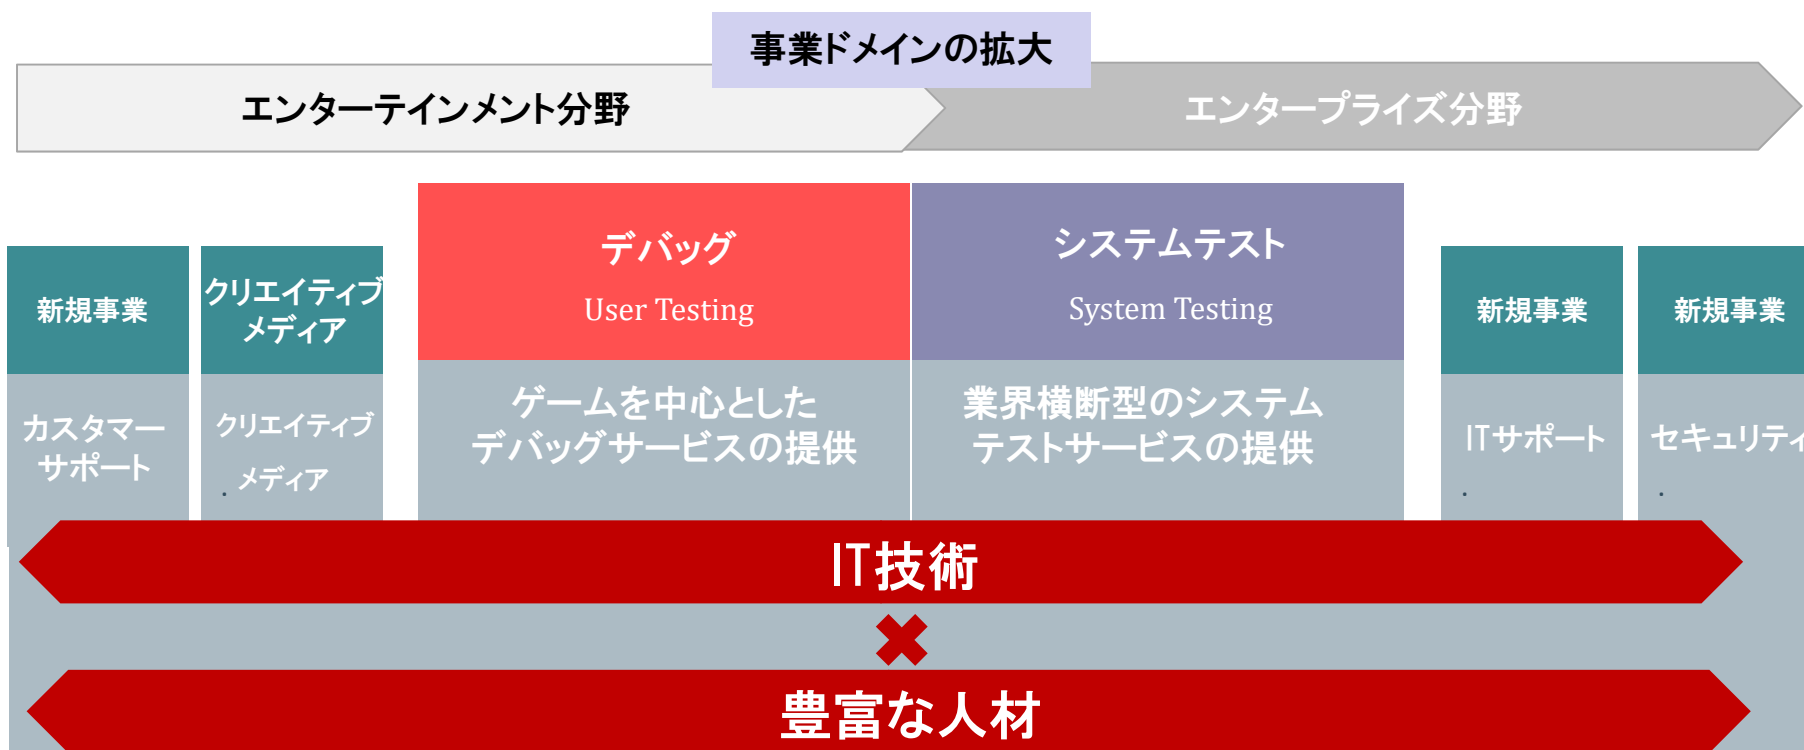 事業ドメインの拡大
エンターテインメント分野
エンタープライズ分野
新規事業
カスタマー
サポート
クリエイティブ
メディア
クリエイティブ
メディア
デバッグ
User Testing
ゲームを中心とした
デバッグサービスの提供
システムテスト
System Testing
業界横断型のシステム
テストサービスの提供
新規事業
ITサポート
新規事業
セキュリティ
IT技術
豊富な人材